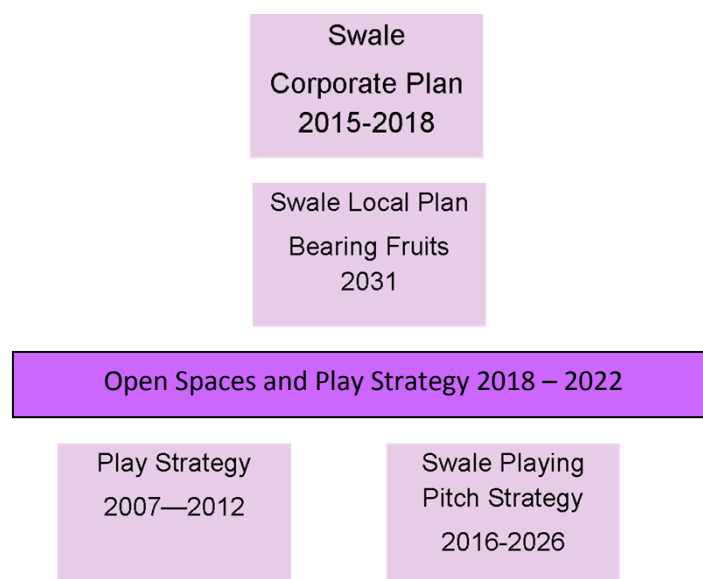 Swale
Corporate Plan
2015-2018
Swale Local Plan
Bearing Fruits
2031
Open Spaces and Play Strategy 2018 – 2022
Play Strategy
2007—2012
Swale Playing
Pitch Strategy
2016-2026